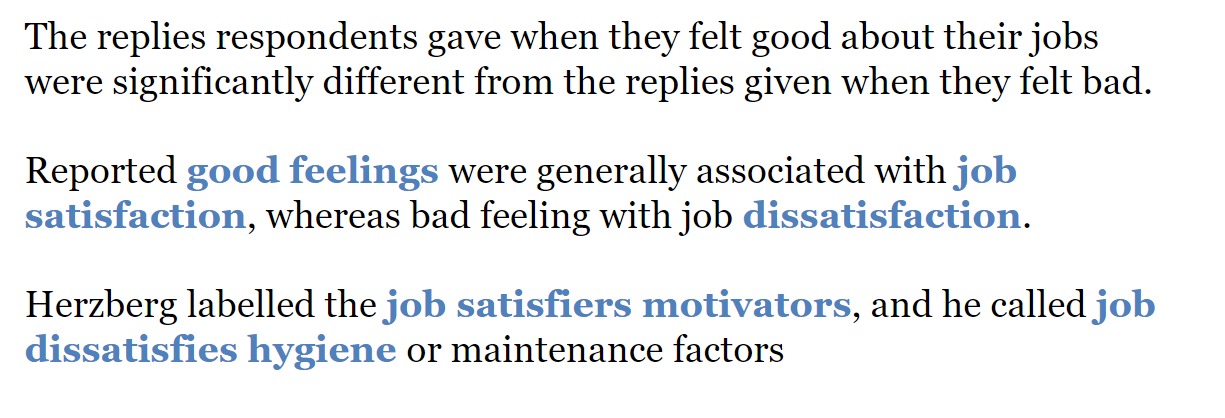 The replies respondents gave when they felt good about their jobs
were significantly different from the replies given when they felt bad.
Reported good feelings were generally associated with job
satisfaction, whereas bad feeling with job dissatisfaction.
Herzberg labelled the job satisfiers motivators, and he called job
dissatisfies hygiene or maintenance factors